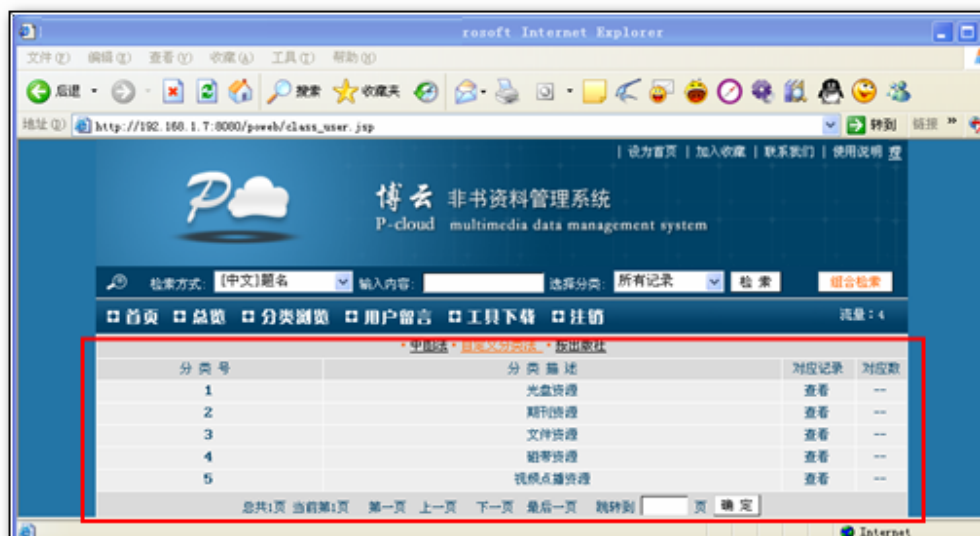 rosoft Internet Explorer
文件(F) 编辑(E) 查看(V) 收藏(A) 工具(T) 帮助(H)
后退 搜索 收藏夹
地址(D) http://192.168.1.7:8080/poweb/class_user.jsp 转到 链接 »
| 设为首页 | 加入收藏 | 联系我们 | 使用说明
P
博云 非书资料管理系统
P-cloud multimedia data management system
检索方式: [中文]题名 输入内容: 选择分类: 所有记录 检 索 组合检索
首页 总览 分类浏览 用户留言 工具下载 注销 流量:4
· 中图法 · 自定义分类法 · 按出版社
分 类 号 分 类 描 述 对应记录 对应数
1 光盘资源 查看 --
2 期刊资源 查看 --
3 文件资源 查看 --
4 磁带资源 查看 --
5 视频点播资源 查看 --
总共1页 当前第1页 第一页 上一页 下一页 最后一页 跳转到 页 确 定
Internet